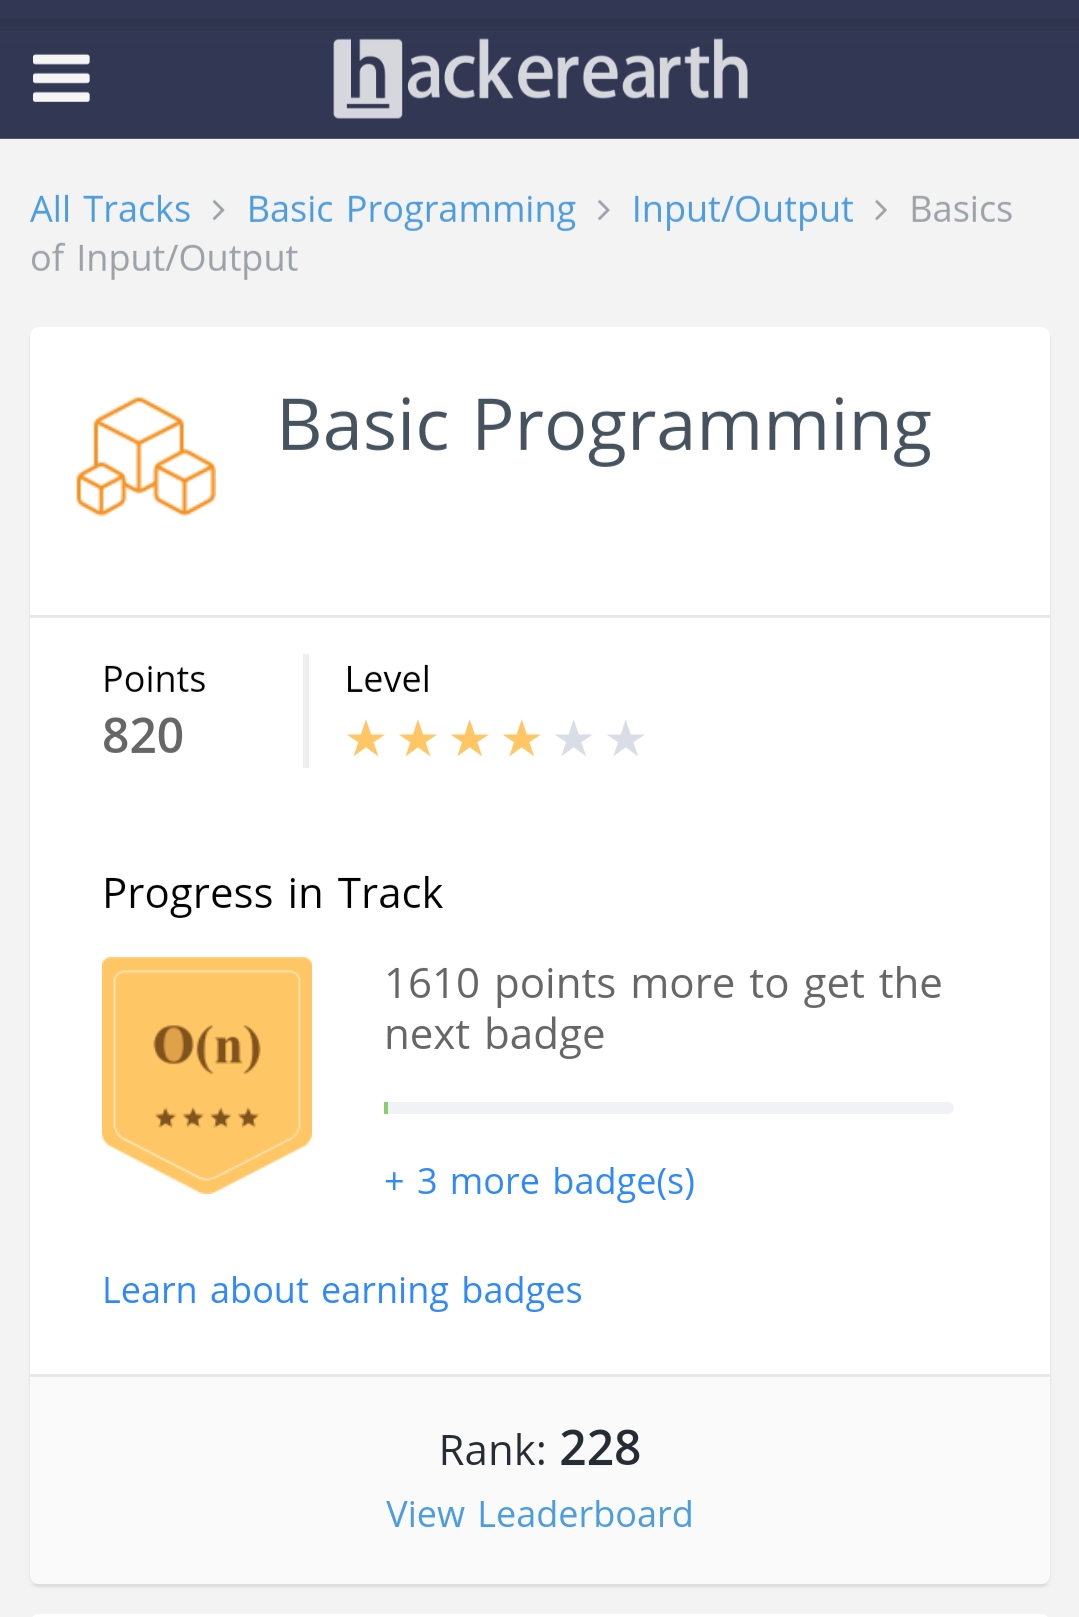 hackerearth
All Tracks > Basic Programming > Input/Output > Basics
of Input/Output
Basic Programming
Points
820
Level
Progress in Track
O(n)
1610 points more to get the
next badge
+ 3 more badge(s)
Learn about earning badges
Rank: 228
View Leaderboard